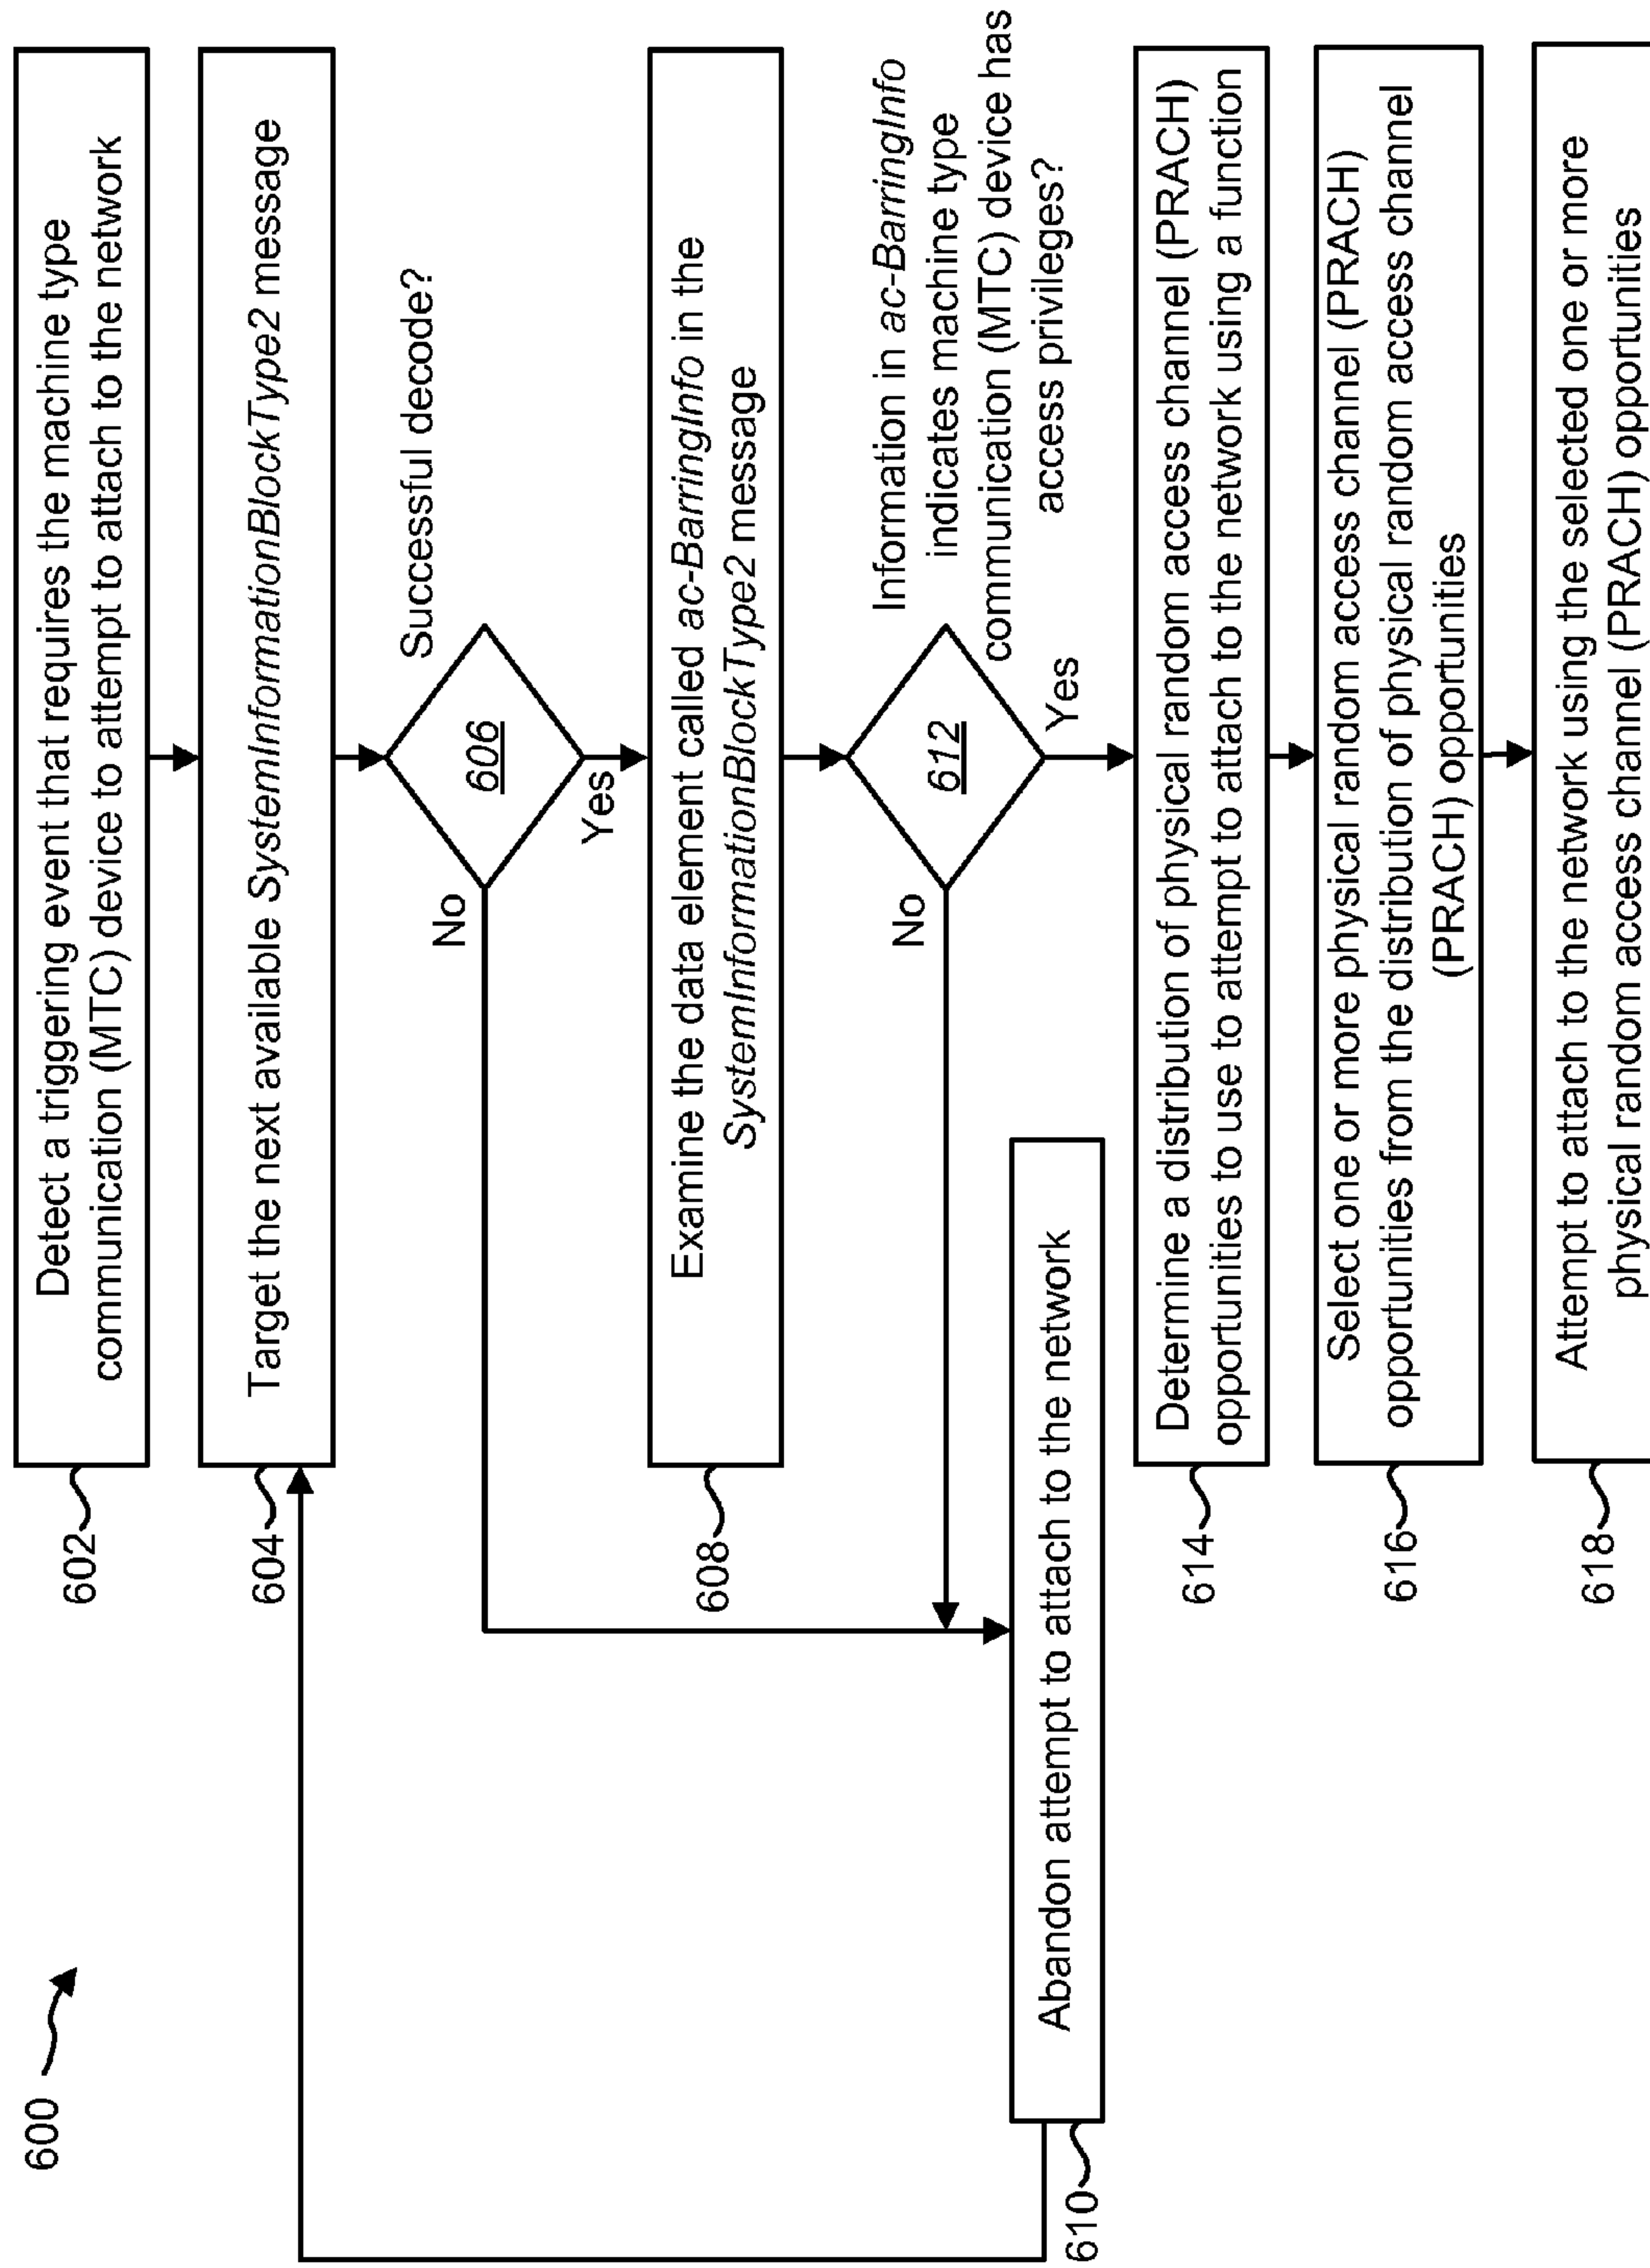 600
602
Detect a triggering event that requires the machine type
communication (MTC) device to attempt to attach to the network
604
Target the next available SystemInformationBlockType2 message
Successful decode?
606
No
Yes
608
Examine the data element called ac-BarringInfo in the
SystemInformationBlockType2 message
Information in ac-BarringInfo
indicates machine type
communication (MTC) device has
access privileges?
612
No
Yes
610
Abandon attempt to attach to the network
614
Determine a distribution of physical random access channel (PRACH)
opportunities to use to attempt to attach to the network using a function
616
Select one or more physical random access channel (PRACH)
opportunities from the distribution of physical random access channel
(PRACH) opportunities
618
Attempt to attach to the network using the selected one or more
physical random access channel (PRACH) opportunities